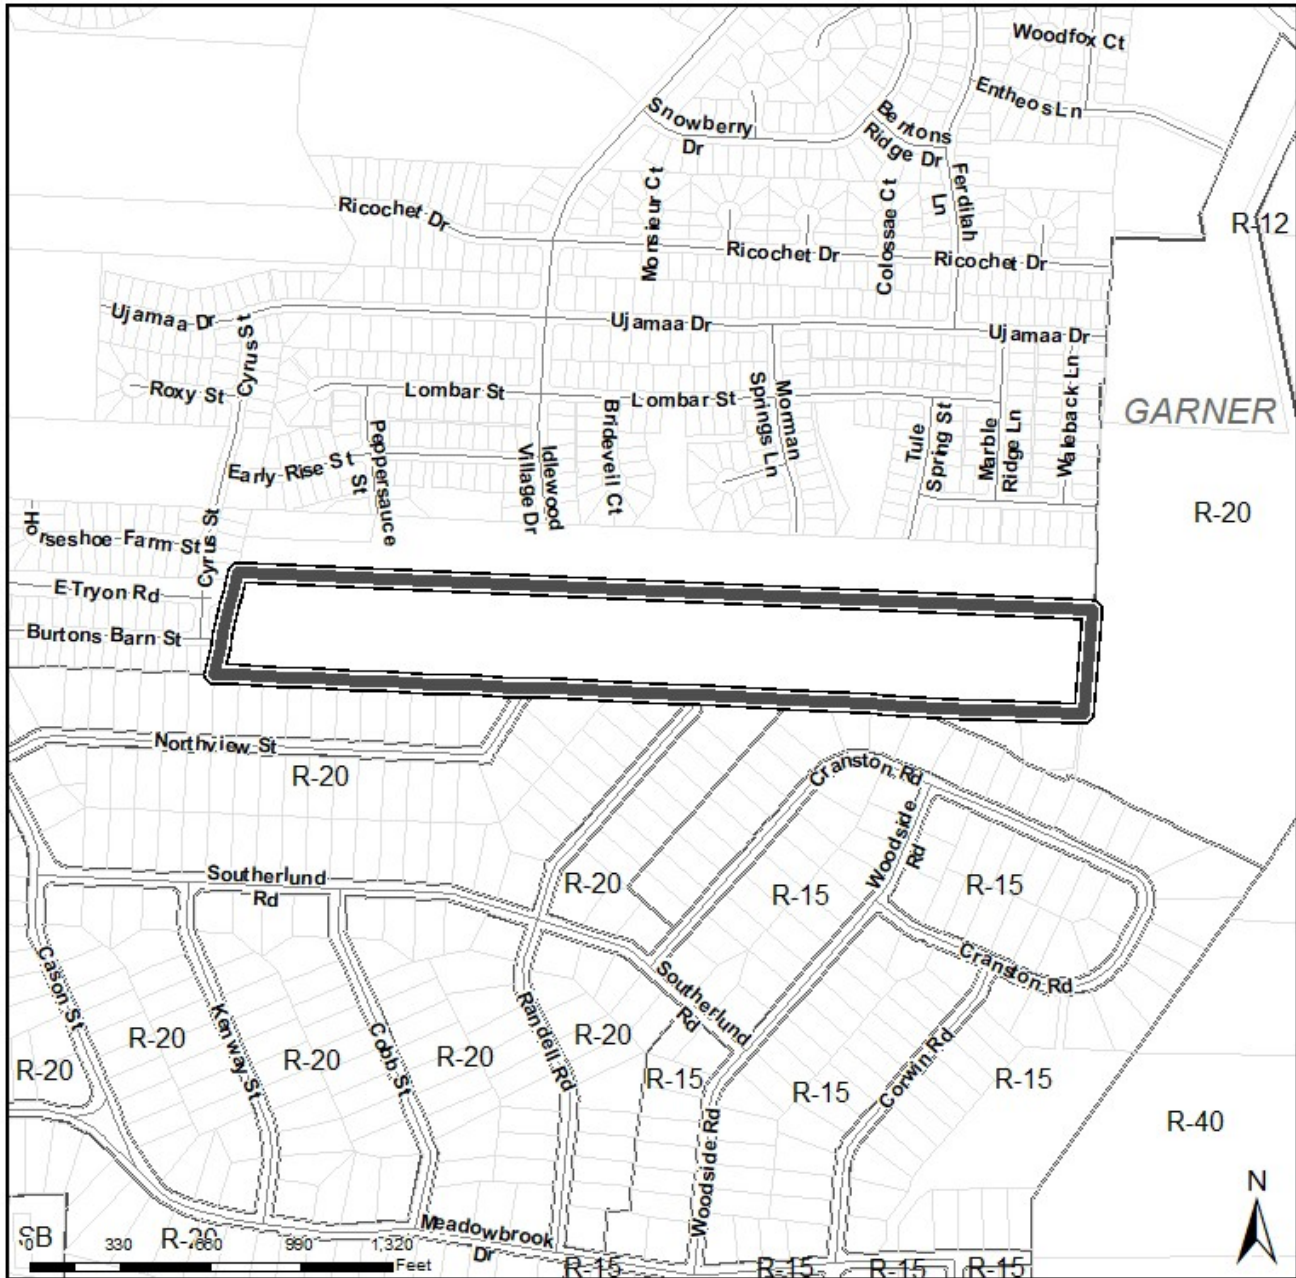 Woodfox Ct
Entheos Ln
Snowberry
Dr
Bentons
Ridge Dr
Ferdilah
Ln
Monsieur Ct
Colossae Ct
Ricochet Dr
Ricochet Dr
Ricochet Dr
R-12
Ujamaa Dr
Ujamaa Dr
Ujamaa Dr
Cyrus St
Roxy St
Lombar St
Lombar St
Morman
Springs Ln
Brideveil Ct
Tule
Spring St
Marble
Ridge Ln
Waleback Ln
GARNER
Peppersauce
St
Early Rise St
Idlewood
Village Dr
R-20
Horseshoe Farm St
Cyrus St
E Tryon Rd
Burtons Barn St
Northview St
R-20
Cranston Rd
Woodside
Rd
Southerlund
Rd
R-20
R-15
R-15
Cranston Rd
Cason St
Kenway St
Cobb St
Randell Rd
Southerlund
Rd
Corwin Rd
R-20
R-20
R-20
R-20
R-20
R-15
R-15
R-15
R-40
Woodside Rd
Meadowbrook
Dr
N
SB
R-20
0 330 660 990 1,320
Feet
R-15
R-15
R-15
R-15